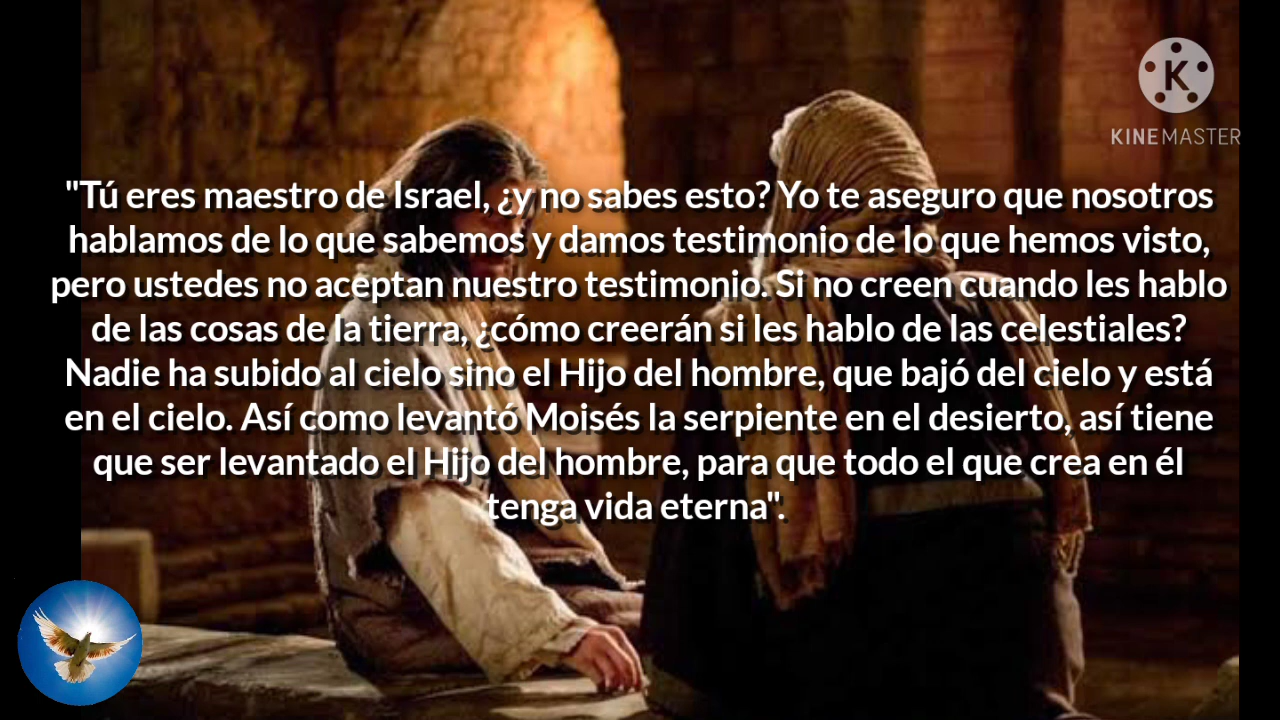 KINEMASTER
"Tú eres maestro de Israel, ¿y no sabes esto? Yo te aseguro que nosotros
hablamos de lo que sabemos y damos testimonio de lo que hemos visto,
pero ustedes no aceptan nuestro testimonio. Si no creen cuando les hablo
de las cosas de la tierra, ¿cómo creerán si les hablo de las celestiales?
Nadie ha subido al cielo sino el Hijo del hombre, que bajó del cielo y está
en el cielo. Así como levantó Moisés la serpiente en el desierto, así tiene
que ser levantado el Hijo del hombre, para que todo el que crea en él
tenga vida eterna".